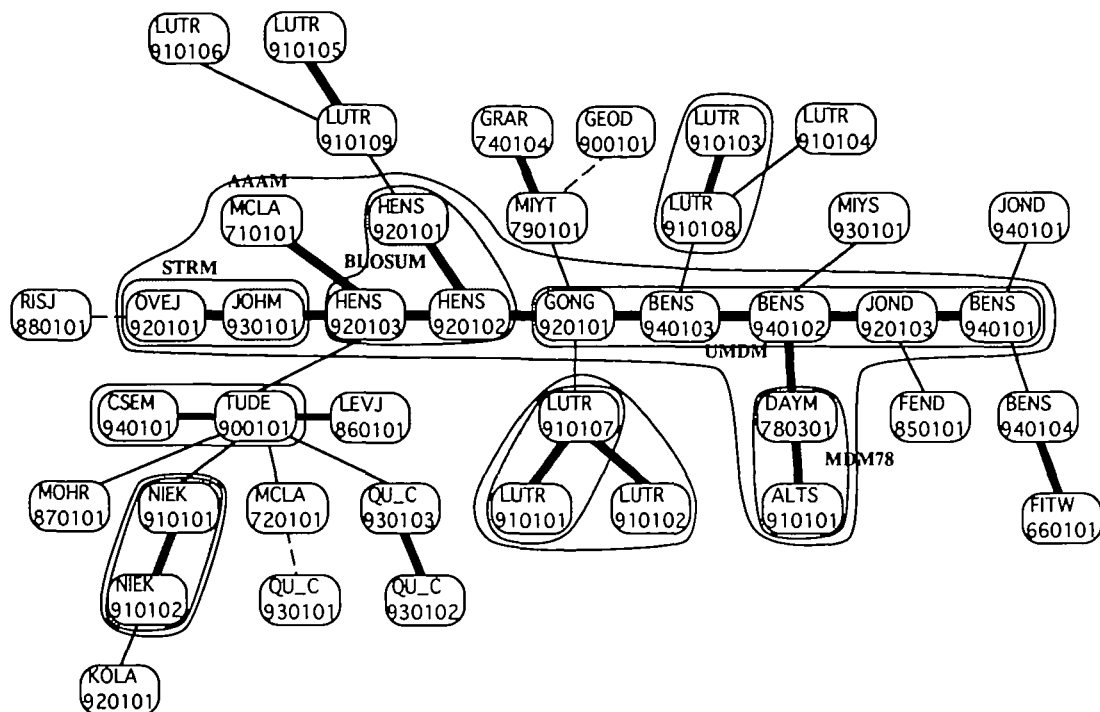 LUTR
910106
LUTR
910105
LUTR
910109
GRAR
740104
GEOD
900101
LUTR
910103
LUTR
910104
AAAM
MCLA
710101
HENS
920101
MIYT
790101
LUTR
910108
MIYS
930101
JOND
940101
STRM
BLOSUM
RISJ
880101
OVEJ
920101
JOHM
930101
HENS
920103
HENS
920102
GONG
920101
BENS
940103
BENS
940102
JOND
920103
BENS
940101
UMDM
CSEM
940101
TUDE
900101
LEVJ
860101
LUTR
910107
DAYM
780301
FEND
850101
BENS
940104
MDM78
MOHR
870101
NIEK
910101
MCLA
720101
QU_C
930103
LUTR
910101
LUTR
910102
ALTS
910101
FITW
660101
NIEK
910102
QU_C
930101
QU_C
930102
KOLA
920101